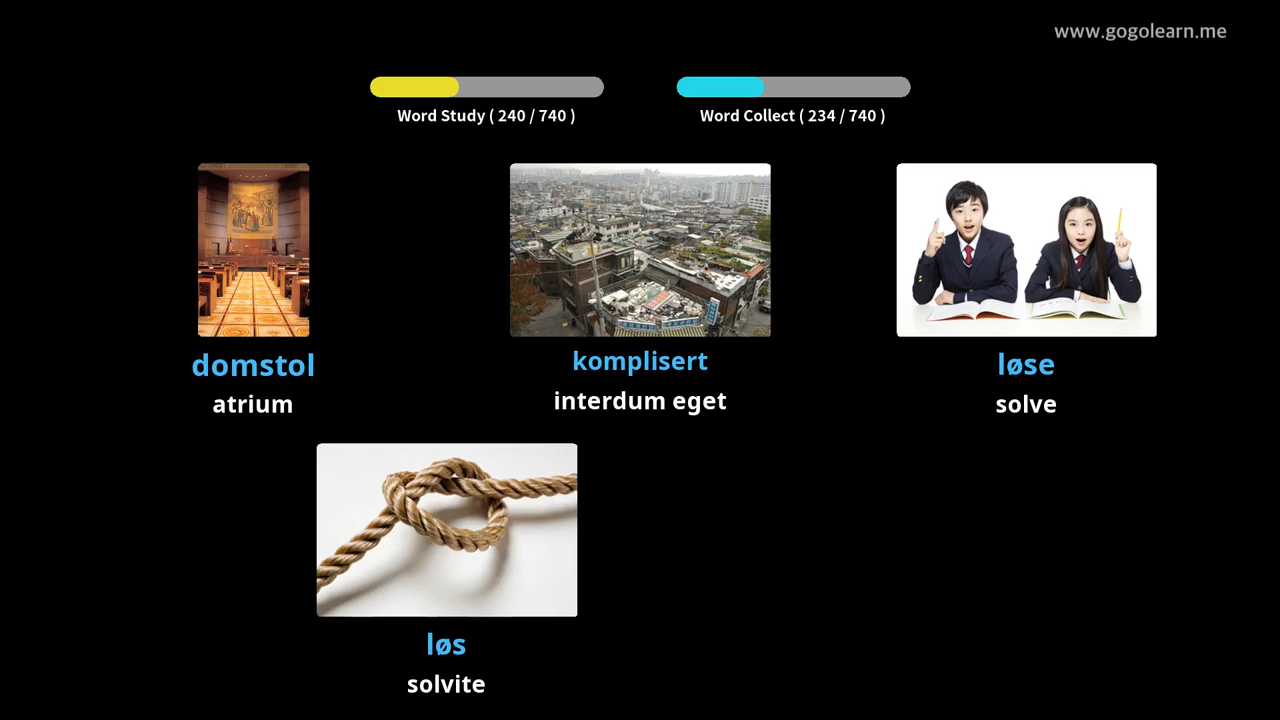 www.gogolearn.me
Word Study ( 240 / 740 )
Word Collect ( 234 / 740 )
domstol
atrium
komplisert
interdum eget
løse
solve
løs
solvite